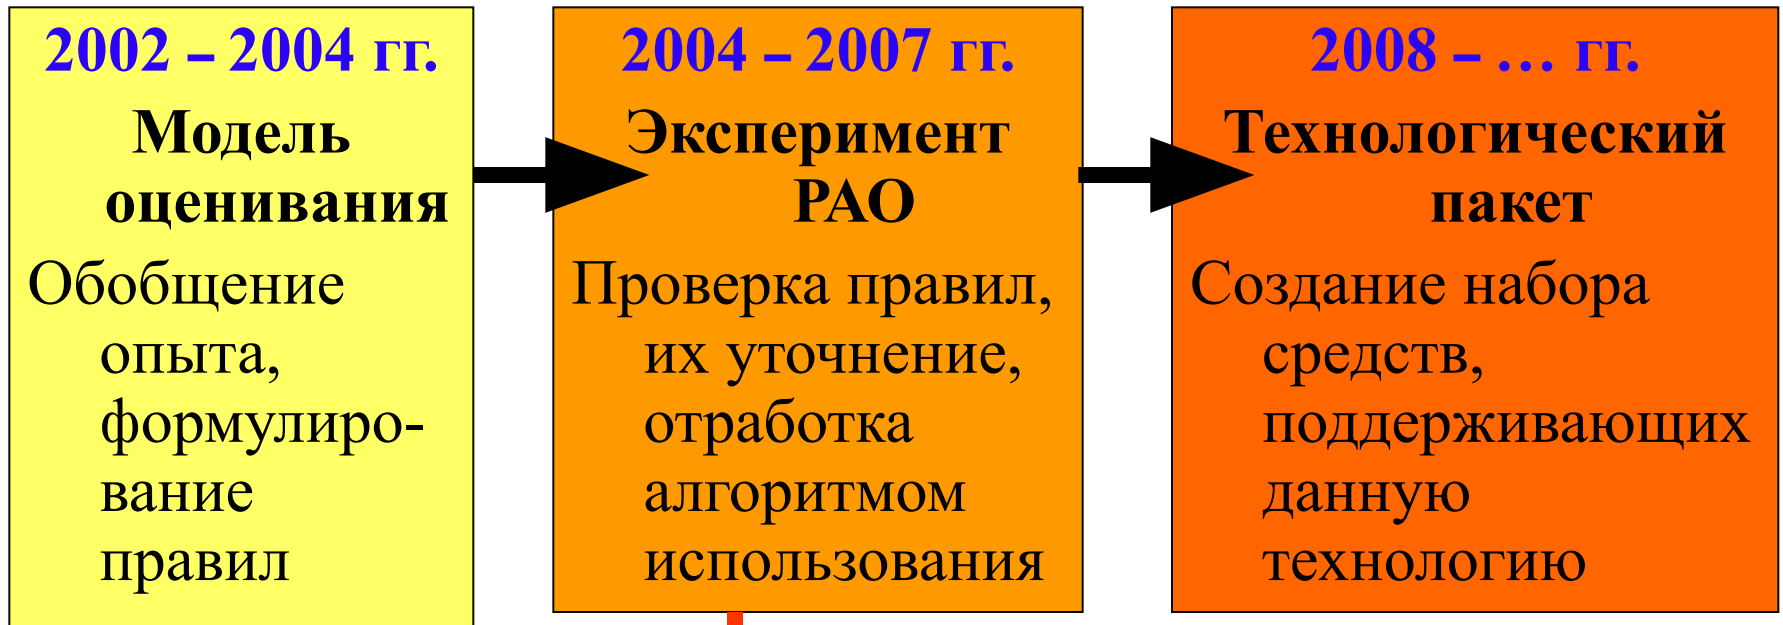 2002 – 2004 гг.
Модель
оценивания
Обобщение
опыта,
формулиро-
вание
правил
2004 – 2007 гг.
Эксперимент
РАО
Проверка правил,
их уточнение,
отработка
алгоритмом
использования
2008 – … гг.
Технологический
пакет
Создание набора
средств,
поддерживающих
данную
технологию